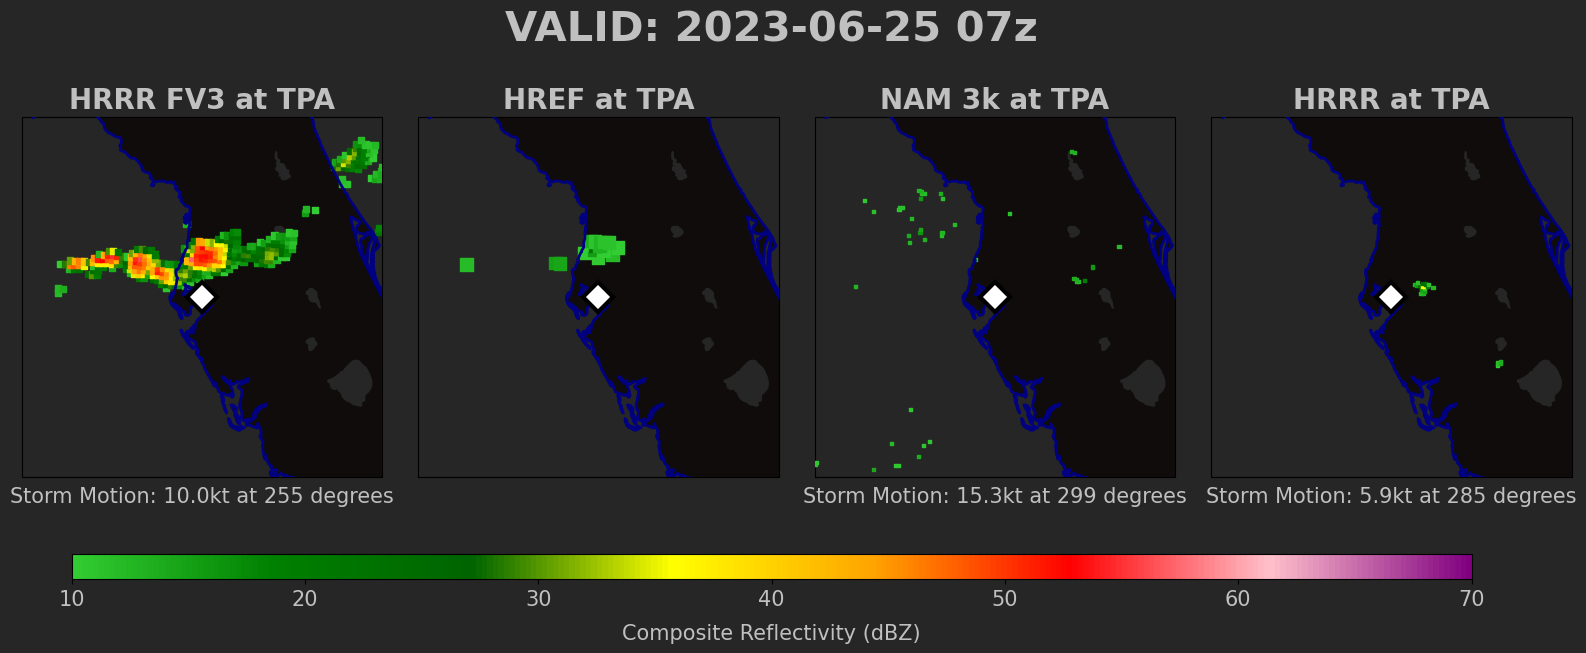 VALID: 2023-06-25 07z
HRRR FV3 at TPA
HREF at TPA
NAM 3k at TPA
HRRR at TPA
Storm Motion: 10.0kt at 255 degrees
Storm Motion: 15.3kt at 299 degrees
Storm Motion: 5.9kt at 285 degrees
10 20 30 40 50 60 70
Composite Reflectivity (dBZ)